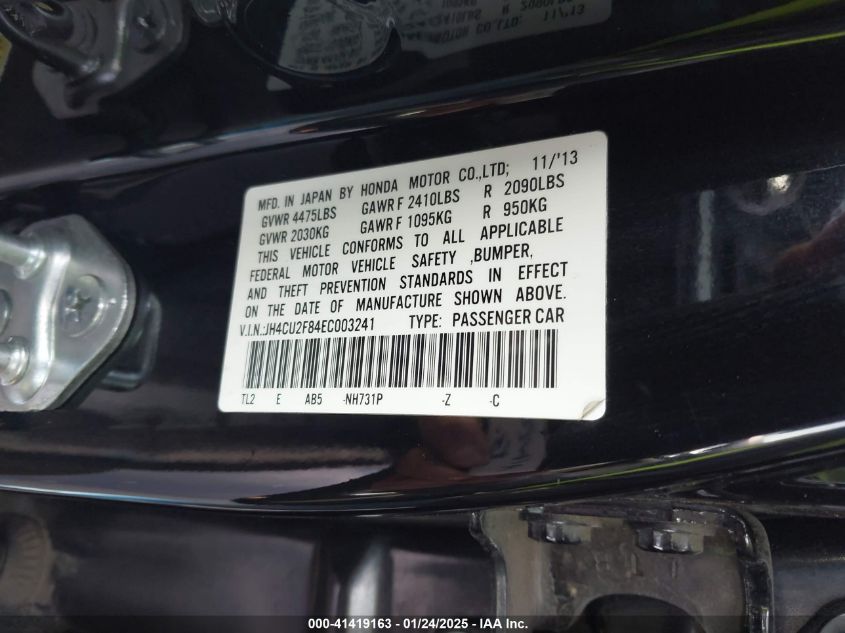 MFD. IN JAPAN BY HONDA MOTOR CO.,LTD; 11/'13
GVWR 4475LBS GAWR F 2410LBS R 2090LBS
GVWR 2030KG GAWR F 1095KG R 950KG
THIS VEHICLE CONFORMS TO ALL APPLICABLE
FEDERAL MOTOR VEHICLE SAFETY ,BUMPER,
AND THEFT PREVENTION STANDARDS IN EFFECT
ON THE DATE OF MANUFACTURE SHOWN ABOVE.
V.I.N.:JH4CU2F84EC003241 TYPE: PASSENGER CAR
TL2 E AB5 -NH731P -Z -C
000-41419163 - 01/24/2025 - IAA Inc.